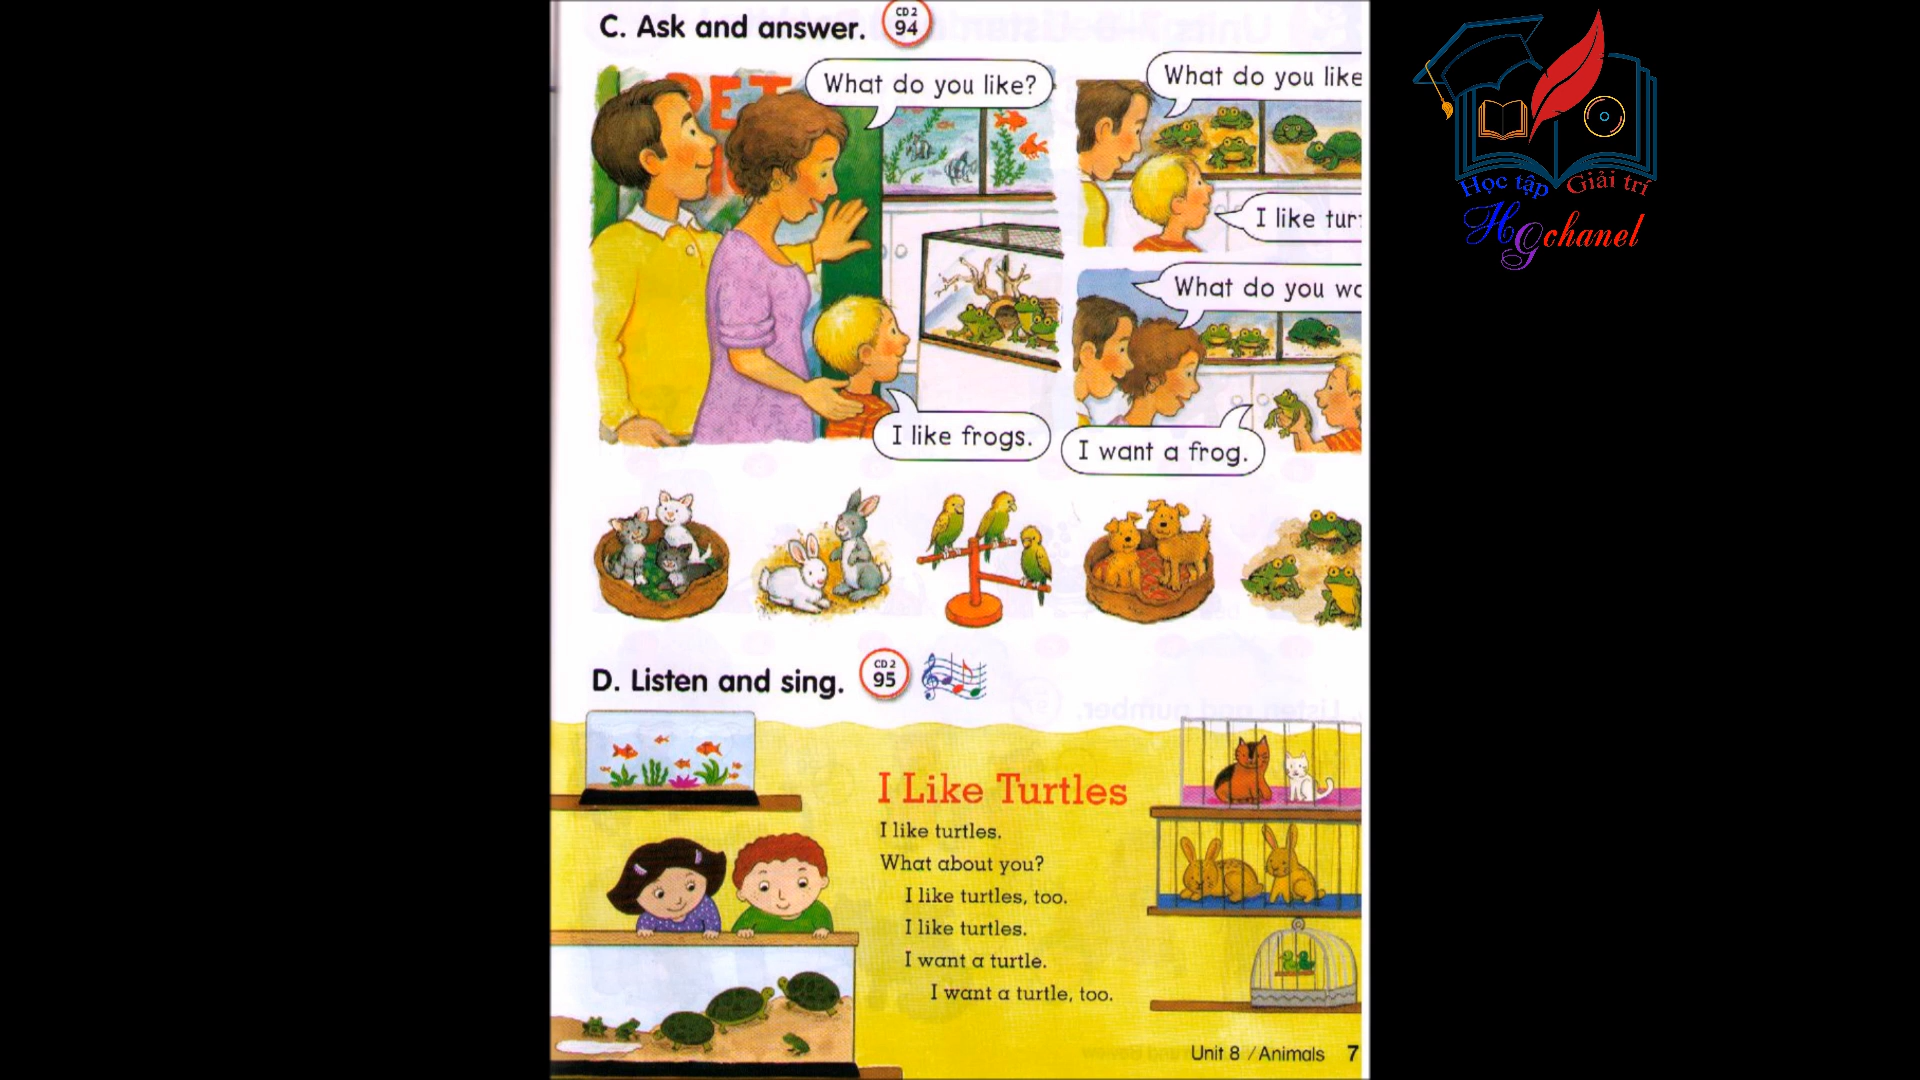 C. Ask and answer.
CD 2
94
PET
What do you like?
I like frogs.
What do you like
I like
What do you
I want a frog.
D. Listen and sing.
CD 2
95
I Like Turtles
I like turtles.
What about you?
I like turtles, too.
I like turtles.
I want a turtle.
I want a turtle, too.
Unit 8 / Animals 7
Học tập Giải trí
HGchanel